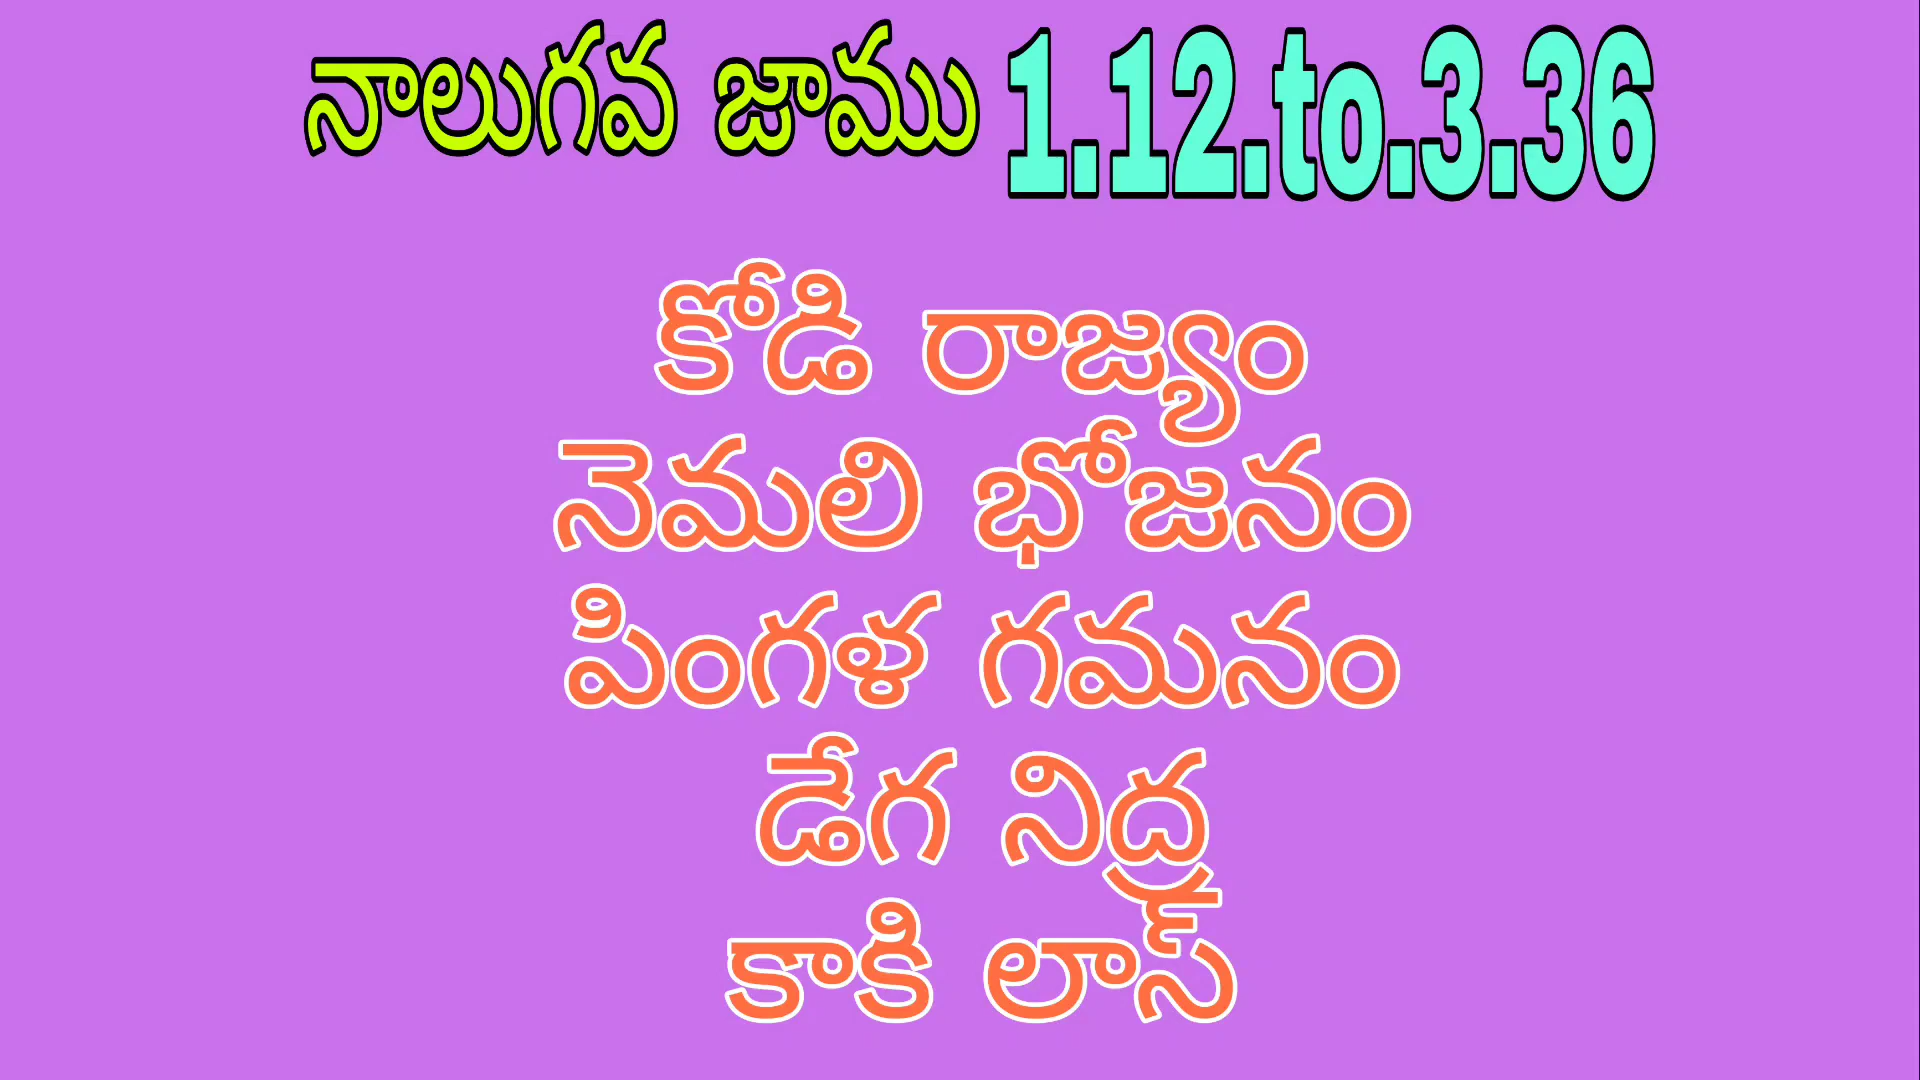 నాలుగవ జాము 1.12.to.3.36
కోడి రాజ్యం
నెమలి భోజనం
పింగళ గమనం
డేగ నిద్ర
కాకి లాస్